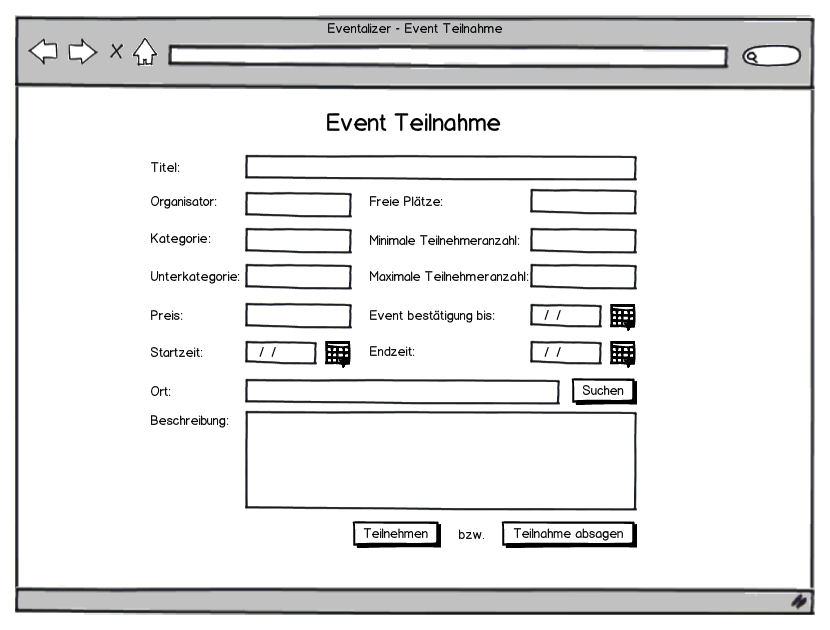 Eventalizer - Event Teilnahme
Event Teilnahme
Titel:
Organisator: Freie Plätze:
Kategorie: Minimale Teilnehmeranzahl:
Unterkategorie: Maximale Teilnehmeranzahl:
Preis: Event bestätigung bis: / /
Startzeit: / / Endzeit: / /
Ort: Suchen
Beschreibung:
Teilnehmen bzw. Teilnahme absagen